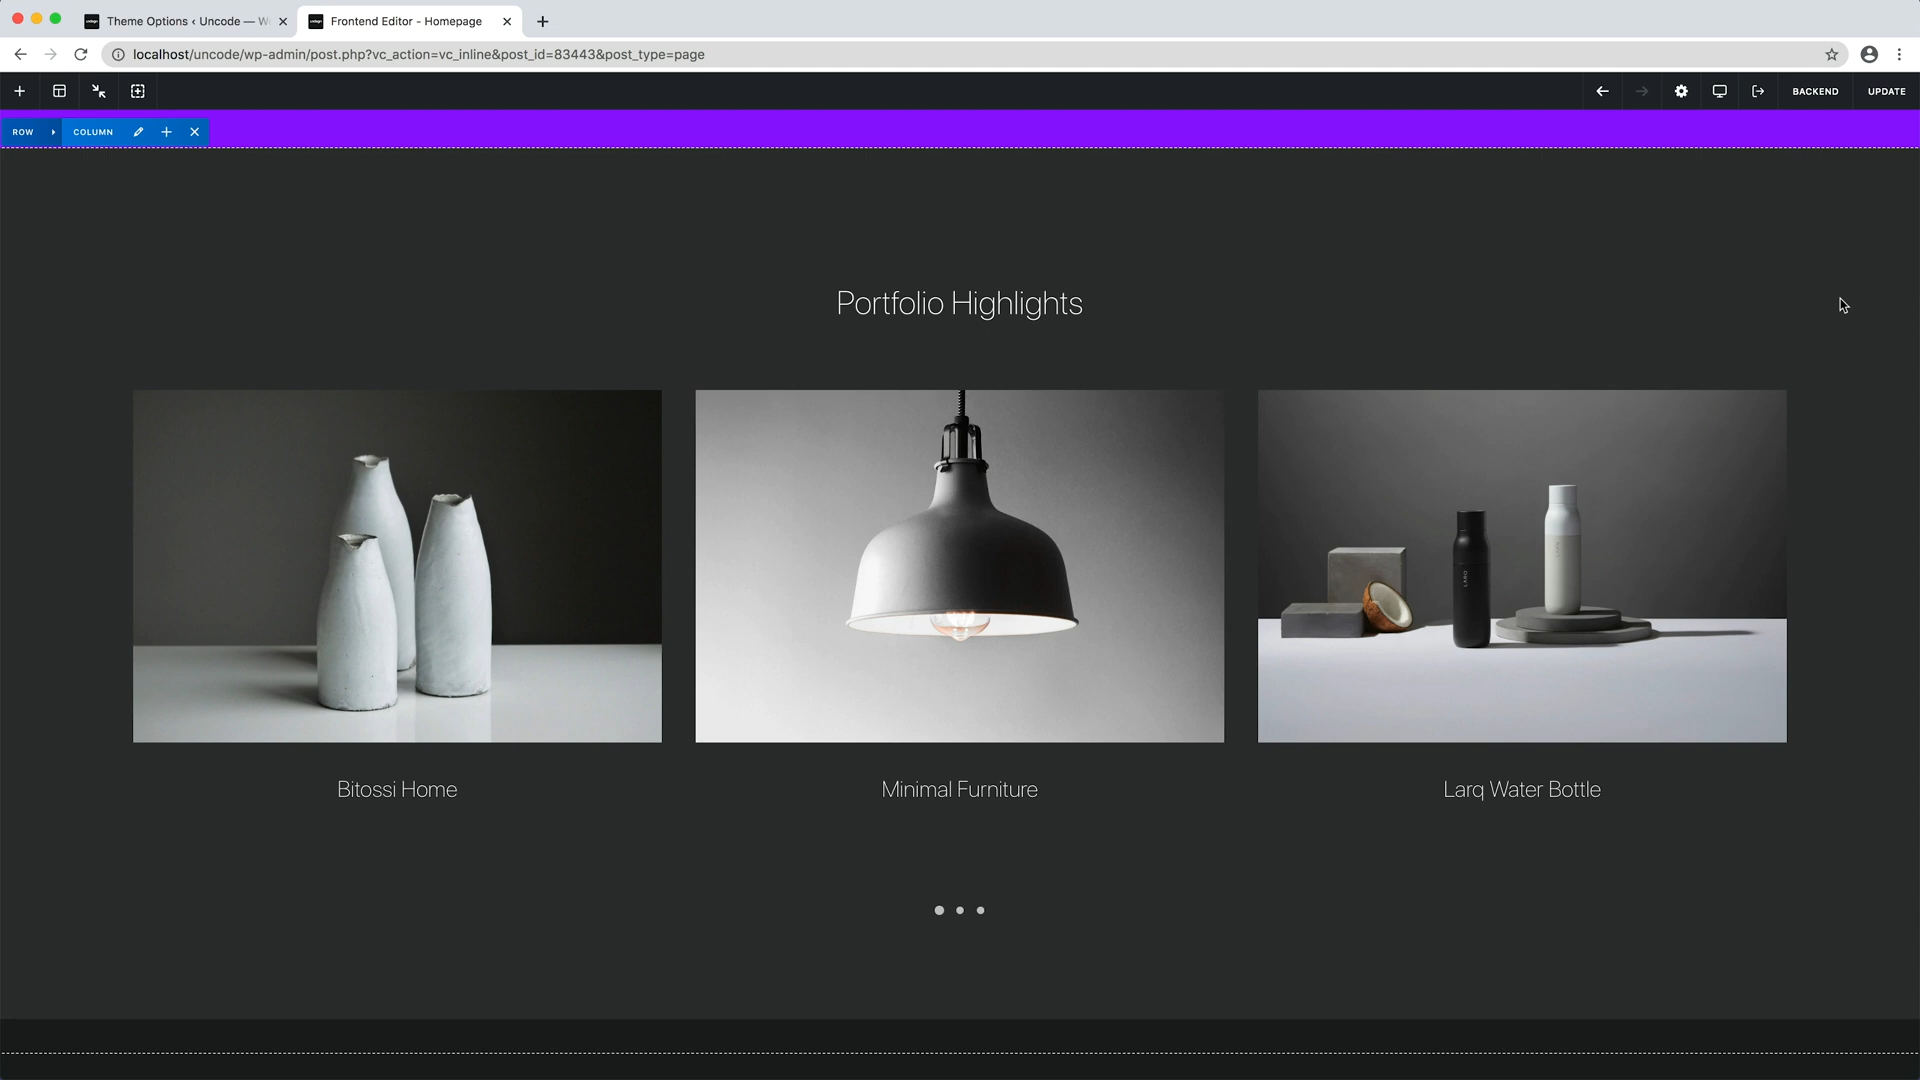 Theme Options ‹ Uncode — W
Frontend Editor - Homepage
localhost/uncode/wp-admin/post.php?vc_action=vc_inline&post_id=83443&post_type=page
BACKEND
UPDATE
ROW
COLUMN
Portfolio Highlights
LARQ
Bitossi Home
Minimal Furniture
Larq Water Bottle